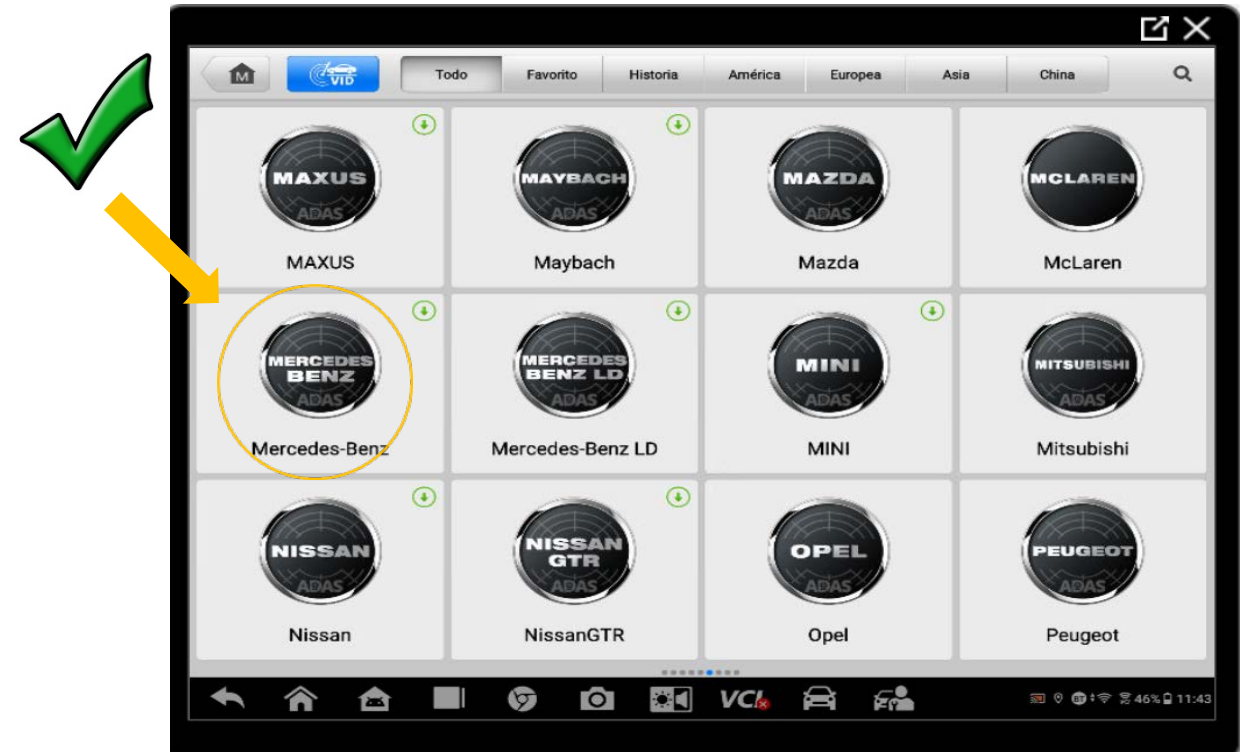 M
VID
Todo
Favorito
Historia
América
Europea
Asia
China
MAXUS
ADAS
MAYBACH
ADAS
MAZDA
ADAS
MCLAREN
MAXUS
Maybach
Mazda
McLaren
MERCEDES
BENZ
ADAS
MERCEDES
BENZ LD
ADAS
MINI
ADAS
MITSUBISHI
ADAS
Mercedes-Benz
Mercedes-Benz LD
MINI
Mitsubishi
NISSAN
ADAS
NISSAN
GTR
ADAS
OPEL
ADAS
PEUGEOT
ADAS
Nissan
NissanGTR
Opel
Peugeot
VCI
BT
46%
11:43